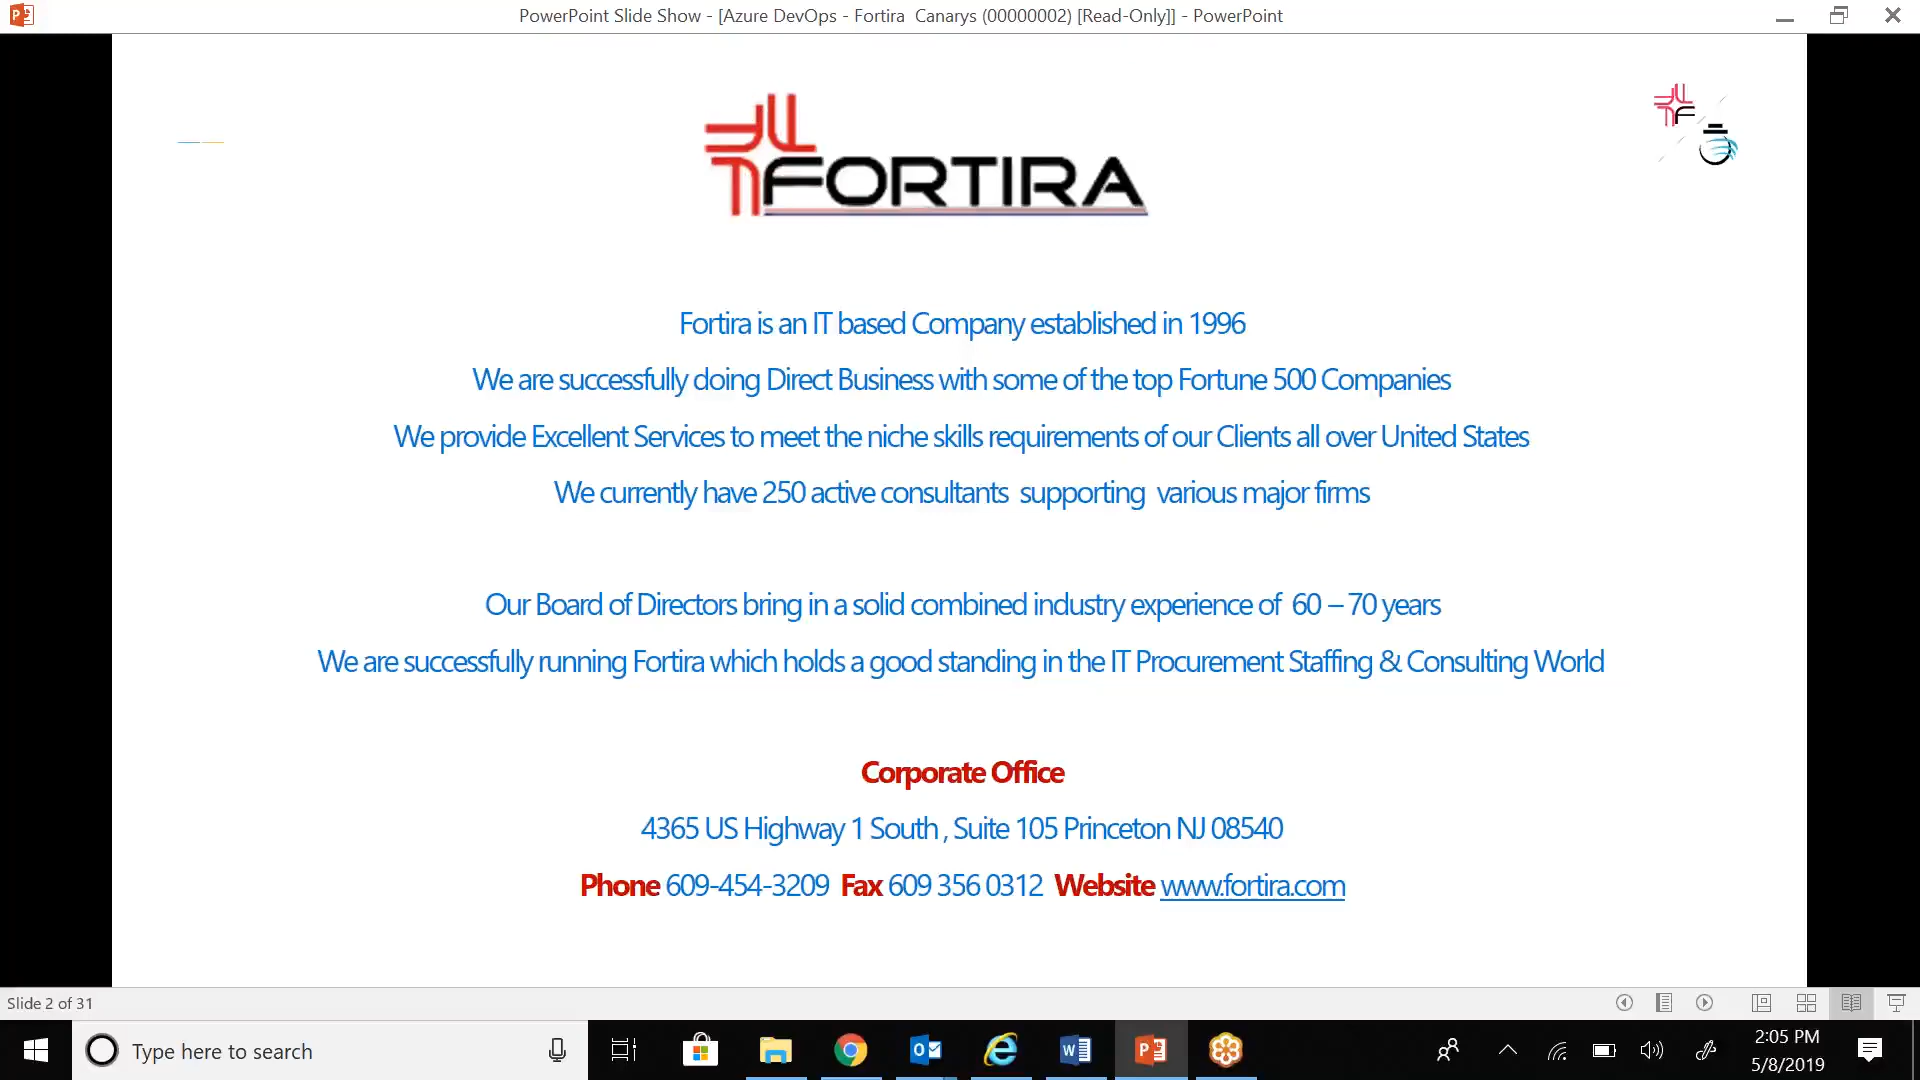 PowerPoint Slide Show - [Azure DevOps - Fortira  Canarys (00000002) [Read-Only]] - PowerPoint
FORTIRA
Fortira is an IT based Company established in 1996
We are successfully doing Direct Business with some of the top Fortune 500 Companies
We provide Excellent Services to meet the niche skills requirements of our Clients all over United States
We currently have 250 active consultants  supporting  various major firms
Our Board of Directors bring in a solid combined industry experience of  60 – 70 years
We are successfully running Fortira which holds a good standing in the IT Procurement Staffing & Consulting World
Corporate Office
4365 US Highway 1 South , Suite 105 Princeton NJ 08540
Phone 609-454-3209  Fax 609 356 0312  Website www.fortira.com
Slide 2 of 31
Type here to search
2:05 PM
5/8/2019